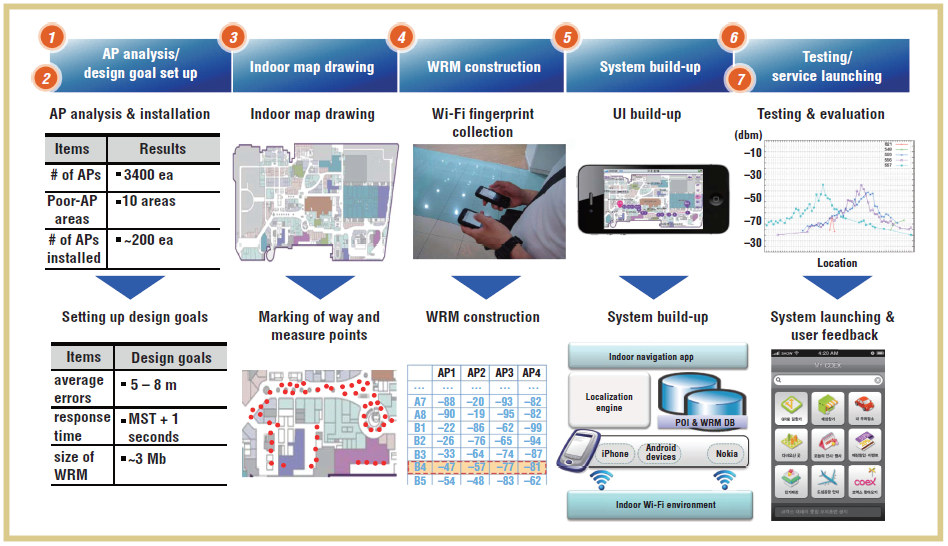 1
2
AP analysis/
design goal set up
3
Indoor map drawing
4
WRM construction
5
System build-up
6
7
Testing/
service launching
AP analysis & installation
Items Results
# of APs ▪ 3400 ea
Poor-AP
areas
▪ 10 areas
# of APs
installed
▪ ~200 ea
Setting up design goals
Items Design goals
average
errors
▪ 5 – 8 m
response
time
▪ MST + 1
seconds
size of
WRM
▪ ~3 Mb
Indoor map drawing
Marking of way and
measure points
Wi-Fi fingerprint
collection
WRM construction
AP1 AP2 AP3 AP4
... ... ... ... ...
A7 –88 –20 –93 –82
A8 –90 –19 –95 –82
B1 –22 –86 –62 –99
B2 –26 –76 –65 –94
B3 –33 –64 –74 –87
B4 –47 –57 –77 –81
B5 –54 –48 –83 –62
UI build-up
System build-up
Indoor navigation app
Localization
engine
POI & WRM DB
iPhone
Android
devices
Nokia
Indoor Wi-Fi environment
Testing & evaluation
(dbm)
–10
–30
–50
–70
–30
Location
System launching &
user feedback
4:20 AM
COEX
coex